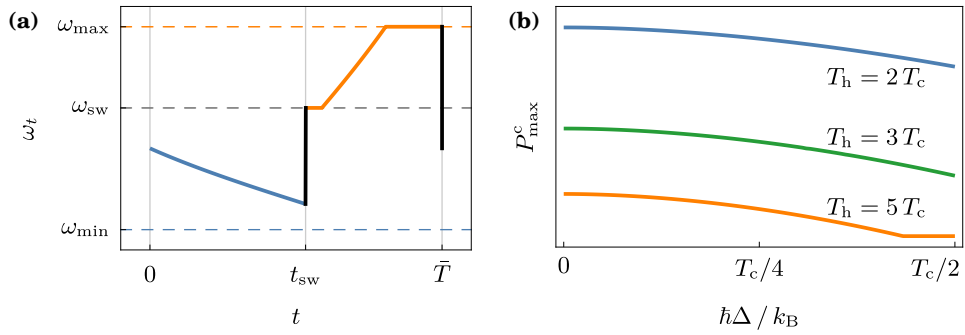 (a)
ω_max
ω_sw
ω_min
ω_t
0
t_sw
T̄
t
(b)
P^c_max
T_h = 2 T_c
T_h = 3 T_c
T_h = 5 T_c
0
T_c/4
T_c/2
ħΔ / k_B